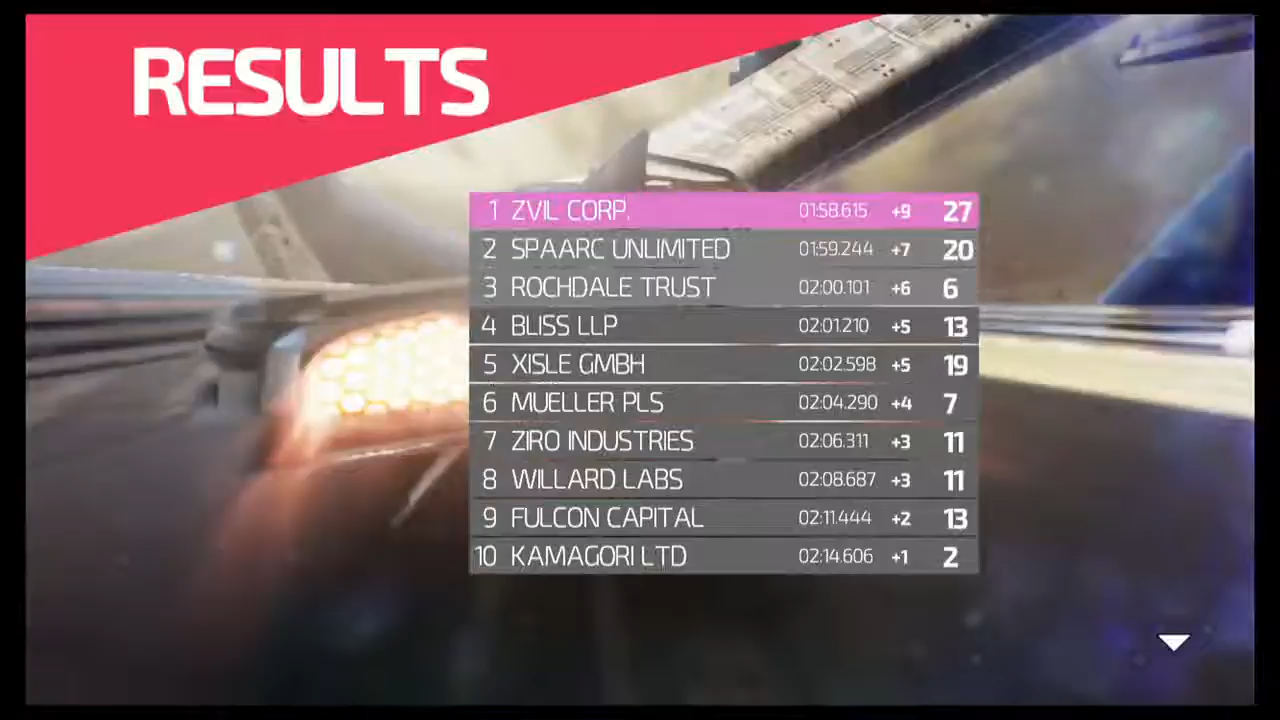 RESULTS
1 ZVIL CORP. 01:58.615 +9 27
2 SPAARC UNLIMITED 01:59.244 +7 20
3 ROCHDALE TRUST 02:00.101 +6 6
4 BLISS LLP 02:01.210 +5 13
5 XISLE GMBH 02:02.598 +5 19
6 MUELLER PLS 02:04.290 +4 7
7 ZIRO INDUSTRIES 02:06.311 +3 11
8 WILLARD LABS 02:08.687 +3 11
9 FULCON CAPITAL 02:11.444 +2 13
10 KAMAGORI LTD 02:14.606 +1 2